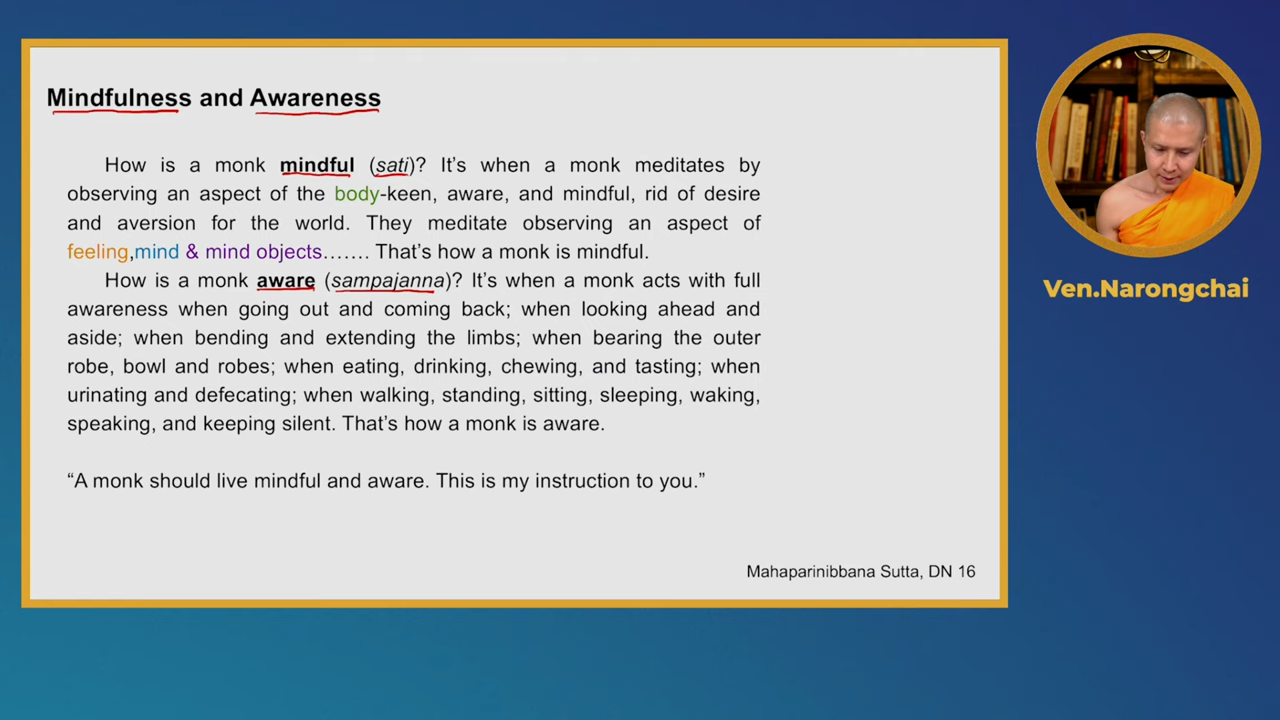 Mindfulness and Awareness
How is a monk mindful (sati)? It’s when a monk meditates by
observing an aspect of the body-keen, aware, and mindful, rid of desire
and aversion for the world. They meditate observing an aspect of
feeling,mind & mind objects……. That’s how a monk is mindful.
How is a monk aware (sampajanna)? It’s when a monk acts with full
awareness when going out and coming back; when looking ahead and
aside; when bending and extending the limbs; when bearing the outer
robe, bowl and robes; when eating, drinking, chewing, and tasting; when
urinating and defecating; when walking, standing, sitting, sleeping, waking,
speaking, and keeping silent. That’s how a monk is aware.
“A monk should live mindful and aware. This is my instruction to you.”
Mahaparinibbana Sutta, DN 16
Ven.Narongchai